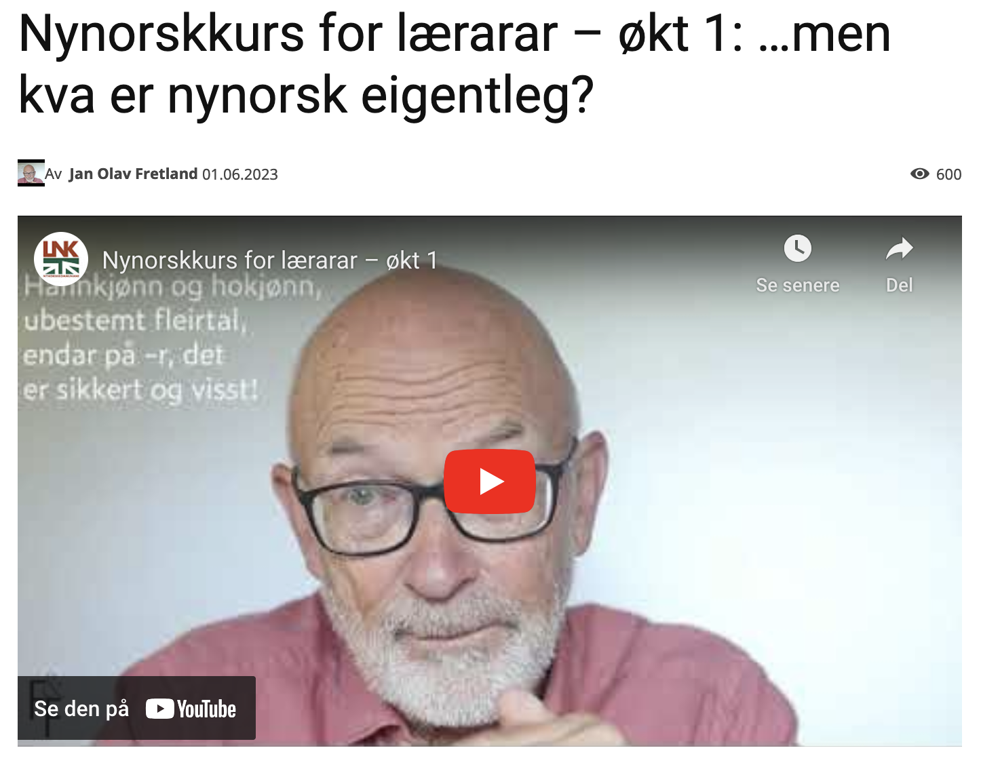 Nynorskkurs for lærarar – økt 1: ...men
kva er nynorsk eigentleg?
Av Jan Olav Fretland 01.06.2023
600
LNK
Nynorskkurs for lærarar – økt 1
Se senere
Del
Hannkjønn og hokjønn,
ubestemt fleirtal,
endar på -r, det
er sikkert og visst!
Se den på YouTube